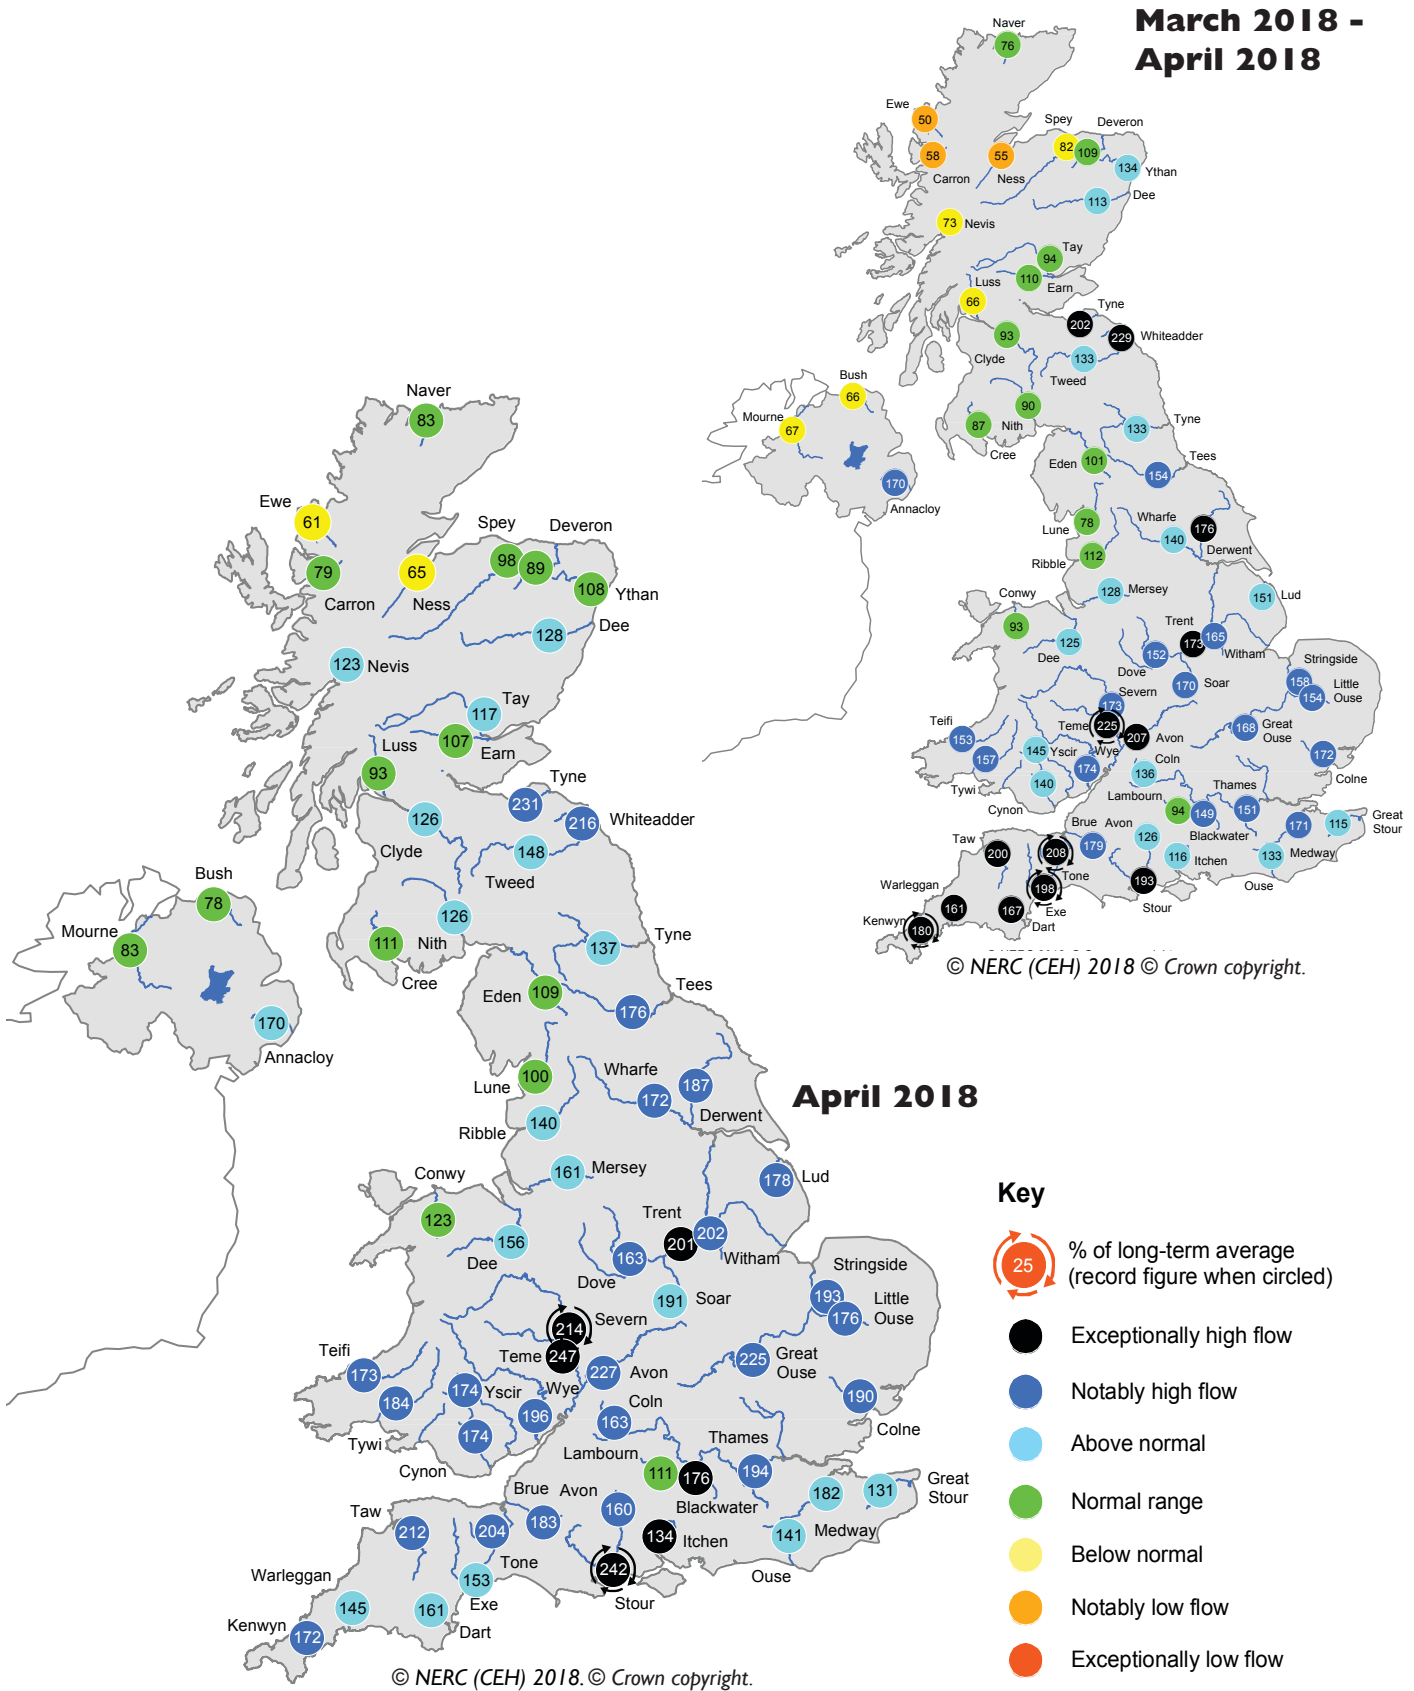 March 2018 -
April 2018
Naver
76
Ewe
50
58
Carron
55
Ness
Spey
82
Deveron
109
134
Ythan
113
Dee
73
Nevis
94
Tay
110
Earn
Luss
66
93
Clyde
202
Tyne
229
Whiteadder
133
Tweed
90
Nith
87
Cree
Bush
66
Mourne
67
170
Annacloy
133
Tyne
Eden
101
154
Tees
Lune
78
Wharfe
140
176
Derwent
Ribble
112
128
Mersey
151
Lud
Conwy
93
125
Dee
Trent
173
165
Witham
152
Dove
170
Soar
Stringside
158
154
Little
Ouse
Severn
173
Teme
225
207
Avon
168
Great
Ouse
Teifi
153
157
Tywi
145
Yscir
Wye
174
140
Cynon
Coln
136
172
Colne
Lambourn
94
149
Blackwater
Thames
151
171
Medway
115
Great
Stour
Brue
179
Avon
126
116
Itchen
133
Ouse
Taw
200
208
Tone
198
Exe
193
Stour
Warleggan
161
167
Dart
Kenwyn
180
© NERC (CEH) 2018 © Crown copyright.
Naver
83
Ewe
61
79
Carron
65
Ness
Spey
98
Deveron
89
108
Ythan
128
Dee
123
Nevis
117
Tay
107
Earn
Luss
93
126
Clyde
Tyne
231
216
Whiteadder
148
Tweed
126
Nith
111
Cree
Bush
78
Mourne
83
170
Annacloy
137
Tyne
Eden
109
176
Tees
Lune
100
Wharfe
172
187
Derwent
Ribble
140
161
Mersey
178
Lud
April 2018
Conwy
123
156
Dee
Trent
201
202
Witham
163
Dove
191
Soar
Stringside
193
176
Little
Ouse
214
Severn
Teme
247
227
Avon
225
Great
Ouse
Teifi
173
184
Tywi
174
Yscir
Wye
196
174
Cynon
Coln
163
190
Colne
Lambourn
111
176
Blackwater
Thames
194
182
Medway
131
Great
Stour
Brue
183
Avon
160
134
Itchen
141
Ouse
Taw
212
204
Tone
153
Exe
242
Stour
Warleggan
145
161
Dart
Kenwyn
172
© NERC (CEH) 2018. © Crown copyright.
Key
25
% of long-term average
(record figure when circled)
Exceptionally high flow
Notably high flow
Above normal
Normal range
Below normal
Notably low flow
Exceptionally low flow